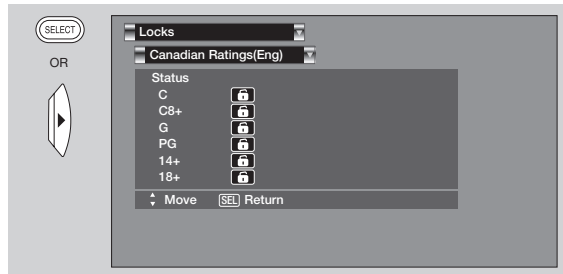 SELECT
OR
Locks
Canadian Ratings(Eng)
Status
C
C8+
G
PG
14+
18+
Move SEL Return